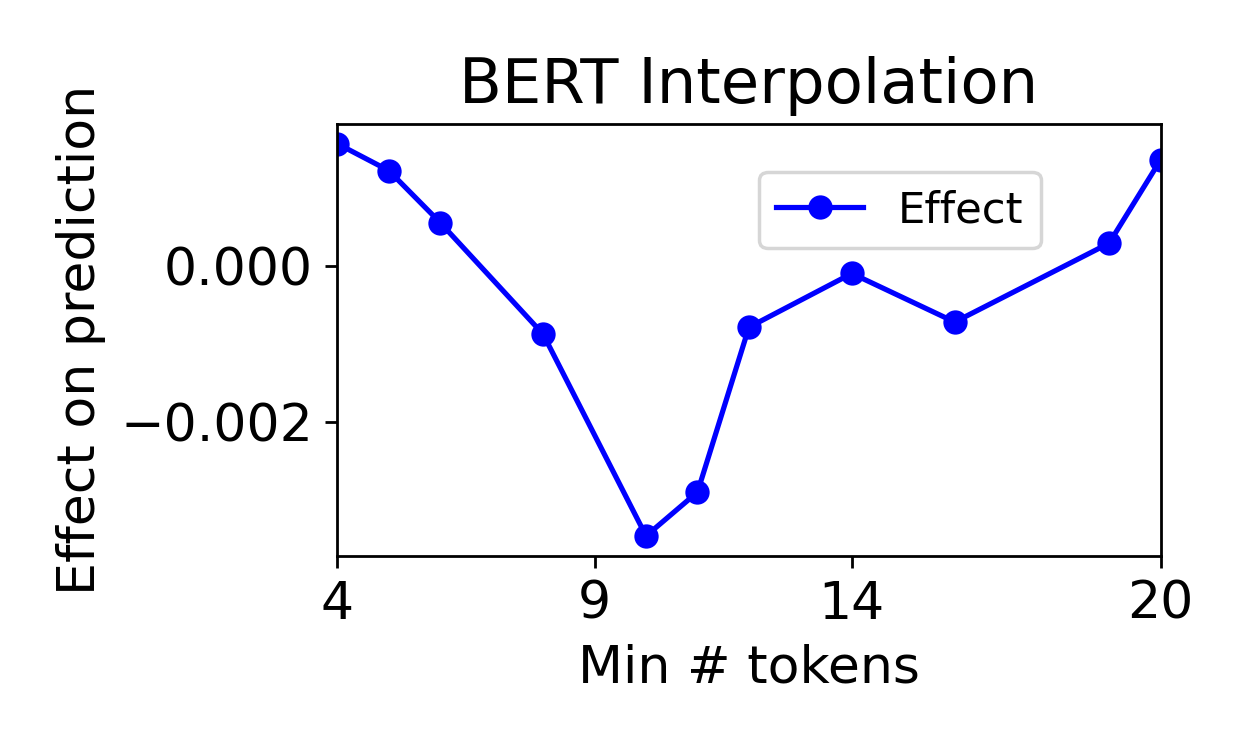 BERT Interpolation
Effect on prediction
Effect
0.000
−0.002
4 9 14 20
Min # tokens